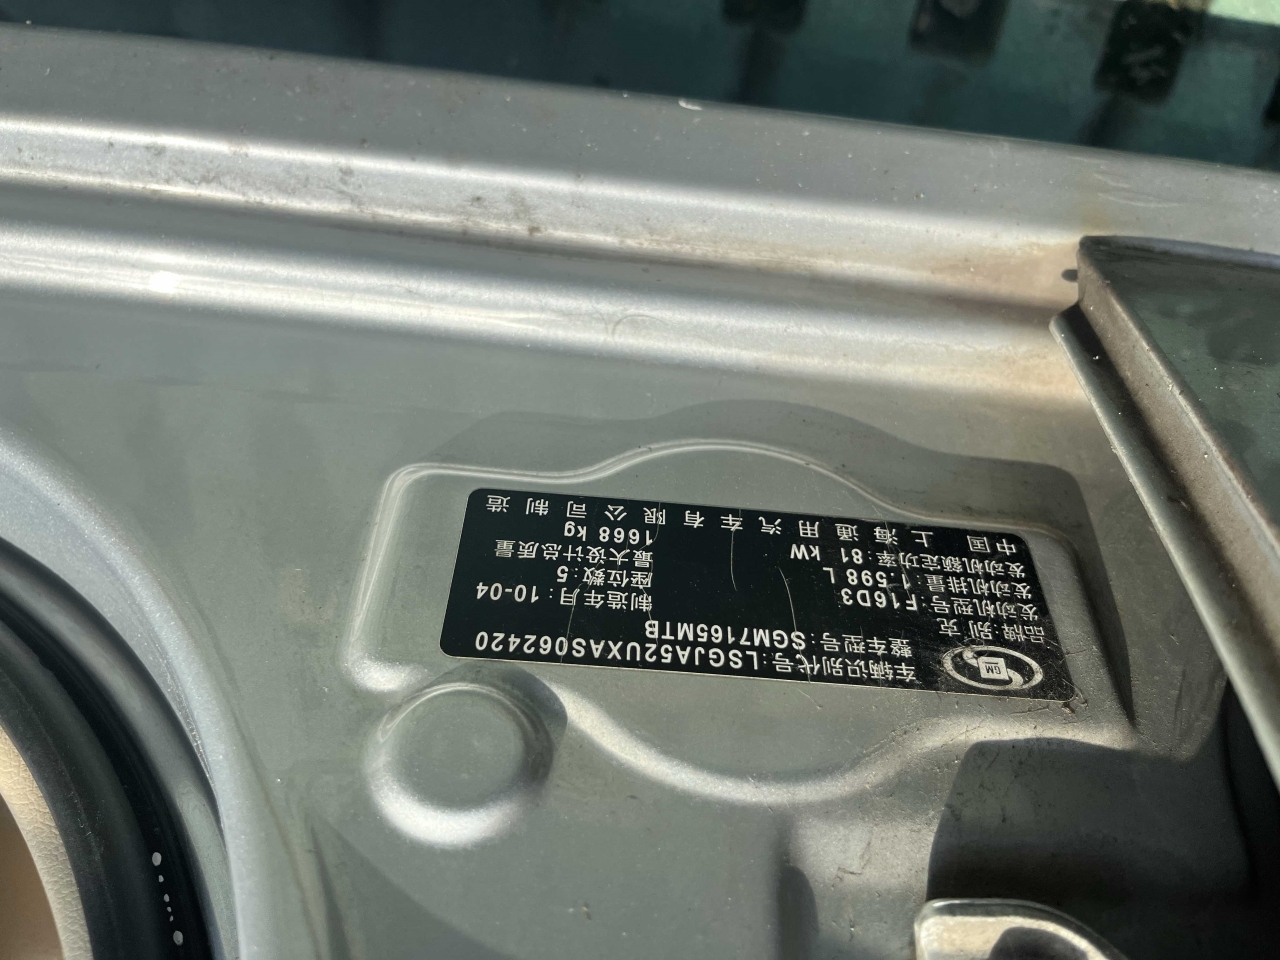 GM
车辆识别代号:LSGJA52UXAS062420
整车型号:SGM7165MTB
品牌:别克
发动机型号:F16D3 制造年月:10-04
发动机排量:1.598 L 座位数:5
发动机额定功率:81 kW 最大设计总质量
1668 kg
中国 上海通用汽车有限公司制造